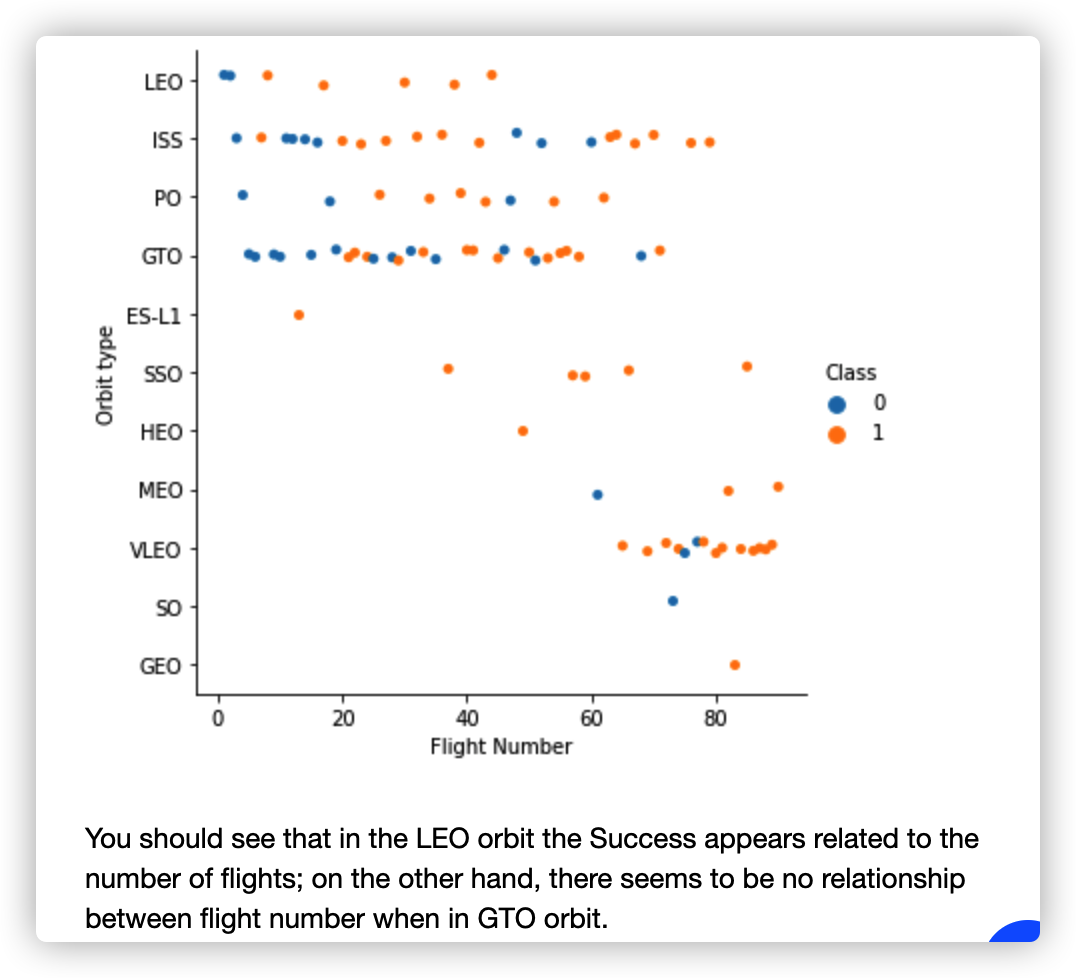 LEO
ISS
PO
GTO
ES-L1
SSO
HEO
MEO
VLEO
SO
GEO
Orbit type
0 20 40 60 80
Flight Number
Class
0
1
You should see that in the LEO orbit the Success appears related to the
number of flights; on the other hand, there seems to be no relationship
between flight number when in GTO orbit.